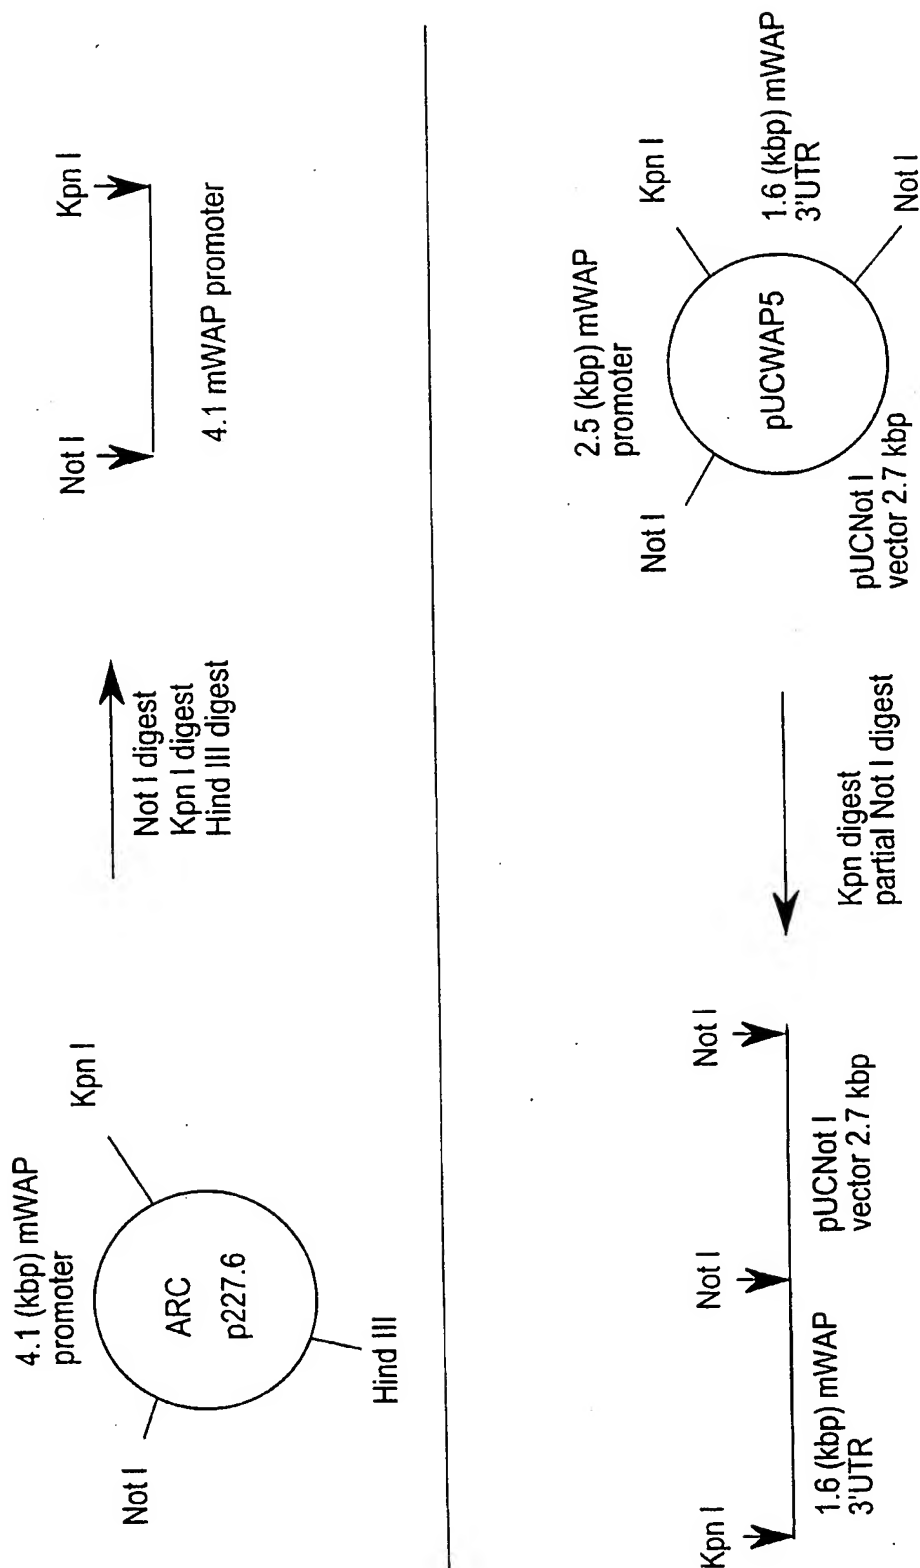 4.1 (kbp) mWAP
promoter
Kpn I
Not I
ARC
p227.6
Hind III
Not I digest
Kpn I digest
Hind III digest
Not I
Kpn I
4.1 mWAP promoter
Kpn I
Not I
Not I
1.6 (kbp) mWAP
3'UTR
pUCNot I
vector 2.7 kbp
Kpn digest
partial Not I digest
2.5 (kbp) mWAP
promoter
Not I
Kpn I
pUCWAP5
1.6 (kbp) mWAP
3'UTR
pUCNot I
vector 2.7 kbp
Not I